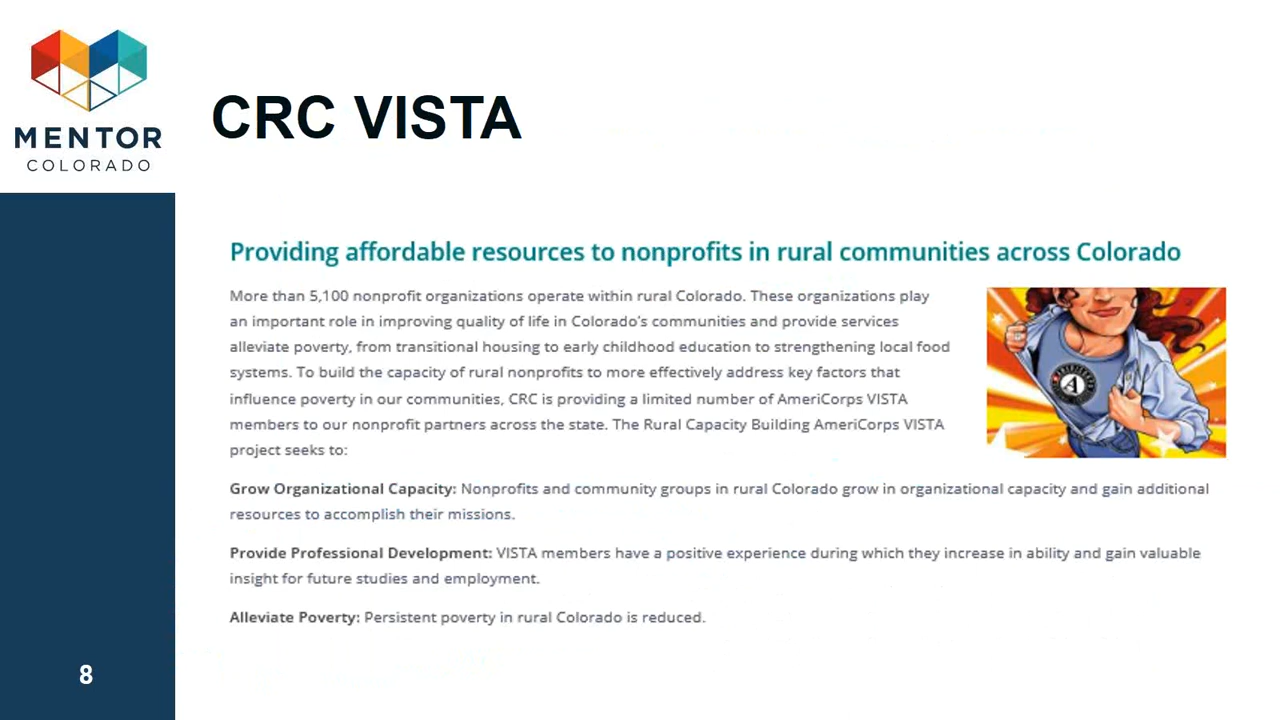 MENTOR
COLORADO
CRC VISTA
Providing affordable resources to nonprofits in rural communities across Colorado
More than 5,100 nonprofit organizations operate within rural Colorado. These organizations play
an important role in improving quality of life in Colorado's communities and provide services
alleviate poverty, from transitional housing to early childhood education to strengthening local food
systems. To build the capacity of rural nonprofits to more effectively address key factors that
influence poverty in our communities, CRC is providing a limited number of AmeriCorps VISTA
members to our nonprofit partners across the state. The Rural Capacity Building AmeriCorps VISTA
project seeks to:
Grow Organizational Capacity: Nonprofits and community groups in rural Colorado grow in organizational capacity and gain additional
resources to accomplish their missions.
Provide Professional Development: VISTA members have a positive experience during which they increase in ability and gain valuable
insight for future studies and employment.
Alleviate Poverty: Persistent poverty in rural Colorado is reduced.
8